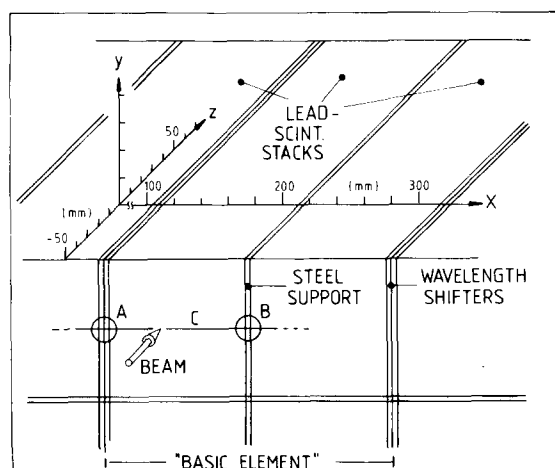 y
z
50
LEAD-
SCINT.
STACKS
100
200
(mm)
300
X
(mm)
-50
STEEL
SUPPORT
WAVELENGTH
SHIFTERS
A
C
B
BEAM
"BASIC ELEMENT"